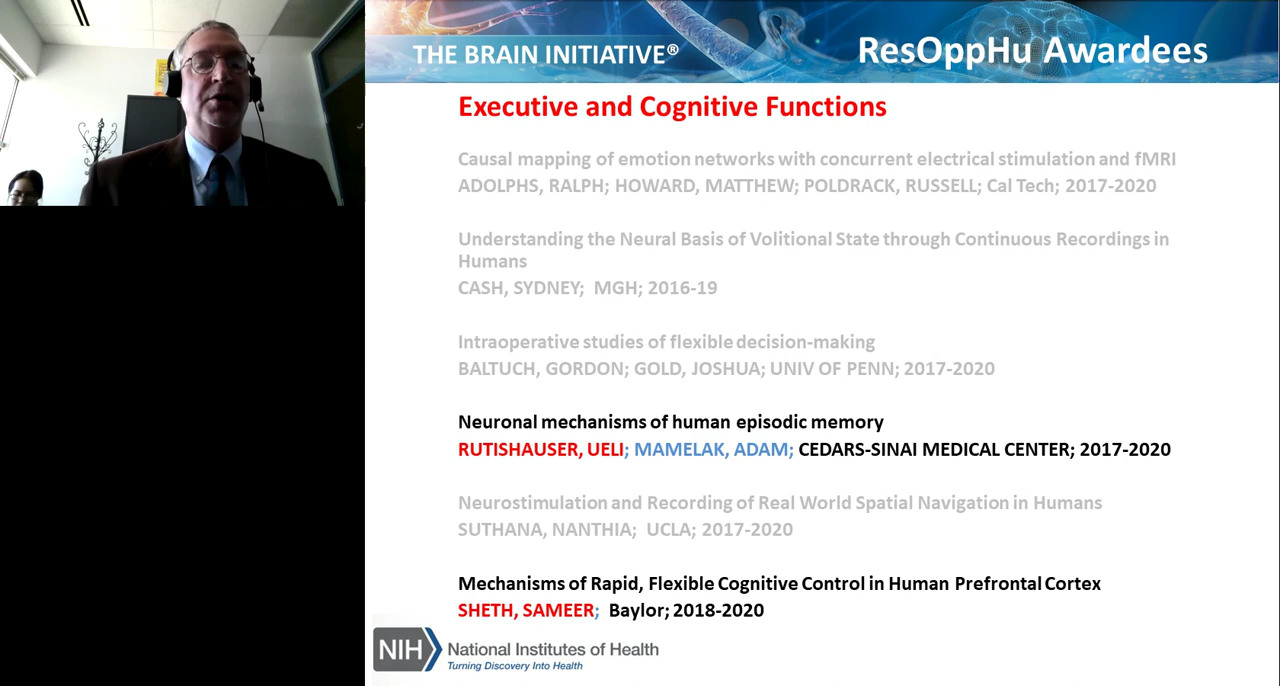 THE BRAIN INITIATIVE®
ResOppHu Awardees
Executive and Cognitive Functions
Causal mapping of emotion networks with concurrent electrical stimulation and fMRI
ADOLPHS, RALPH; HOWARD, MATTHEW; POLDRACK, RUSSELL; Cal Tech; 2017-2020
Understanding the Neural Basis of Volitional State through Continuous Recordings in
Humans
CASH, SYDNEY; MGH; 2016-19
Intraoperative studies of flexible decision-making
BALTUCH, GORDON; GOLD, JOSHUA; UNIV OF PENN; 2017-2020
Neuronal mechanisms of human episodic memory
RUTISHAUSER, UELI; MAMELAK, ADAM; CEDARS-SINAI MEDICAL CENTER; 2017-2020
Neurostimulation and Recording of Real World Spatial Navigation in Humans
SUTHANA, NANTHIA; UCLA; 2017-2020
Mechanisms of Rapid, Flexible Cognitive Control in Human Prefrontal Cortex
SHETH, SAMEER; Baylor; 2018-2020
NIH National Institutes of Health
Turning Discovery Into Health